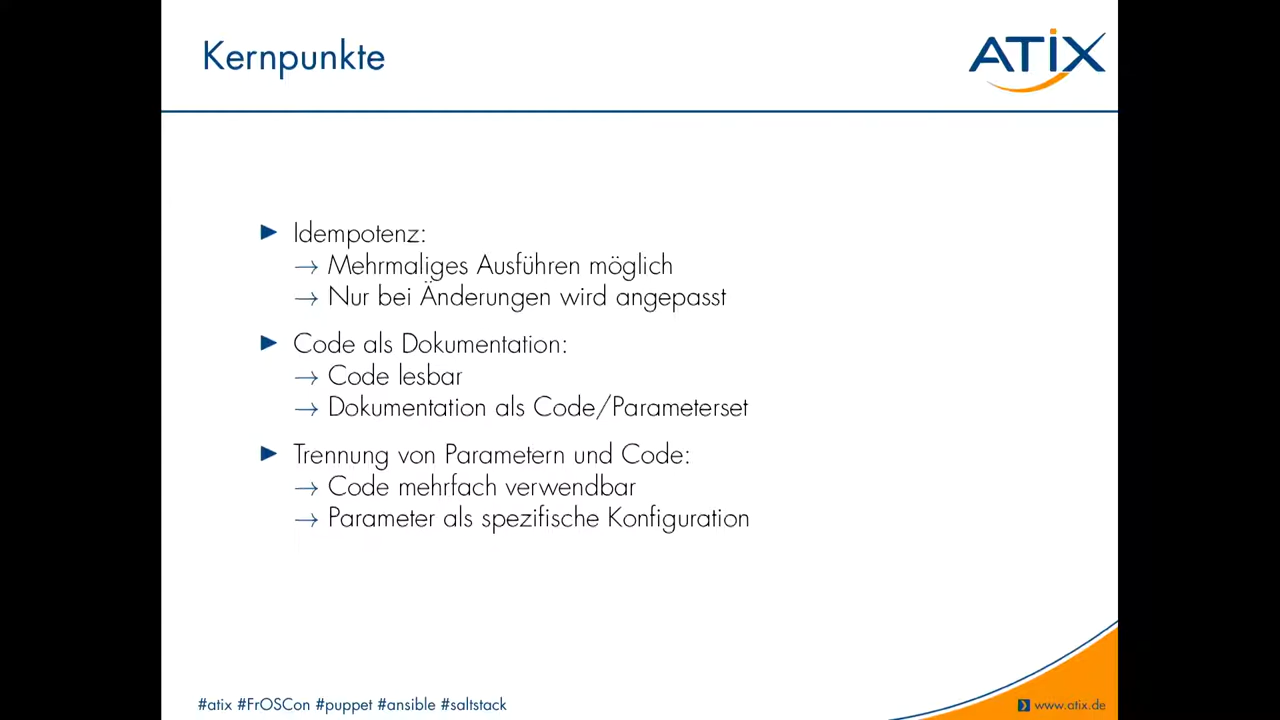 Kernpunkte
ATIX
Idempotenz:
→ Mehrmaliges Ausführen möglich
→ Nur bei Änderungen wird angepasst
Code als Dokumentation:
→ Code lesbar
→ Dokumentation als Code/Parameterset
Trennung von Parametern und Code:
→ Code mehrfach verwendbar
→ Parameter als spezifische Konfiguration
#atix #FrOSCon #puppet #ansible #saltstack
www.atix.de